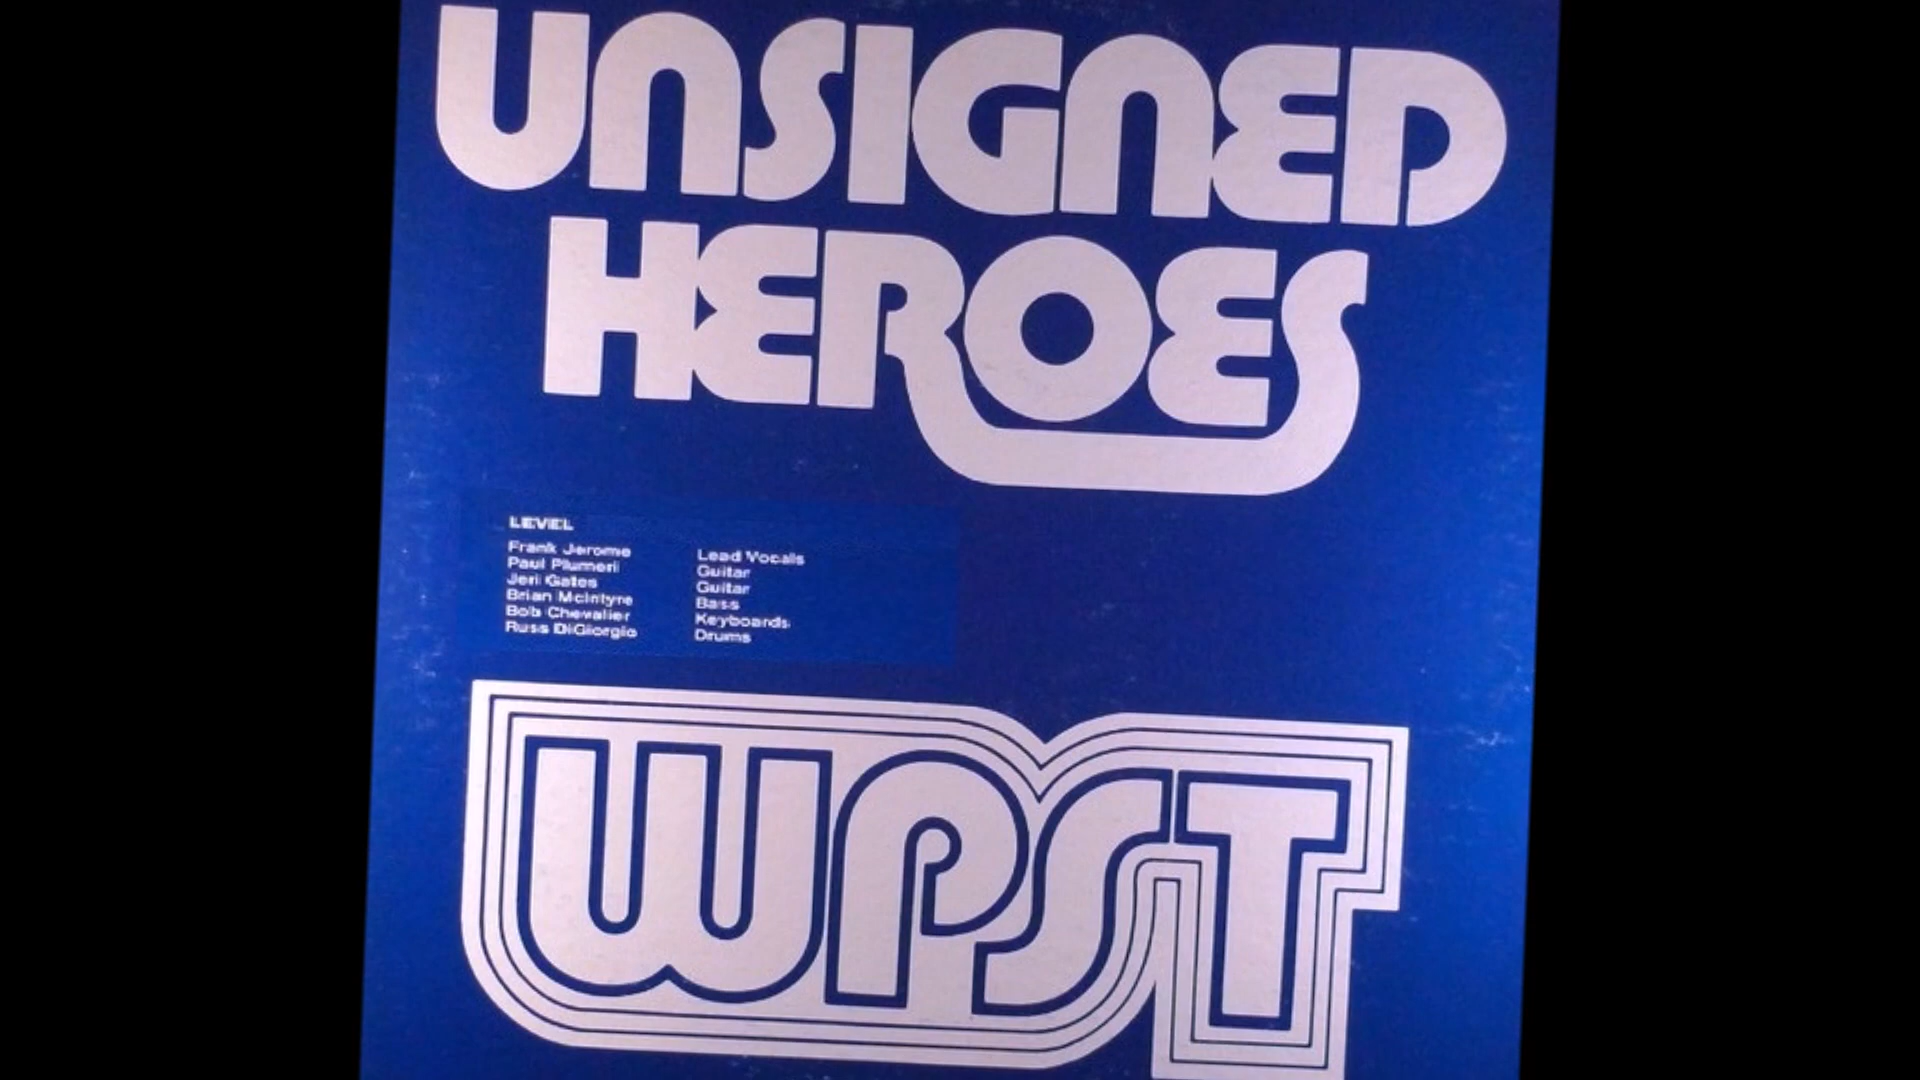 UNSIGNED
HEROES
LEVEL
Frank Jerome Lead Vocals
Paul Plumeri Guitar
Jeri Gates Guitar
Brian McIntyre Bass
Bob Chevalier Keyboards
Russ DiGiorgio Drums
WPST